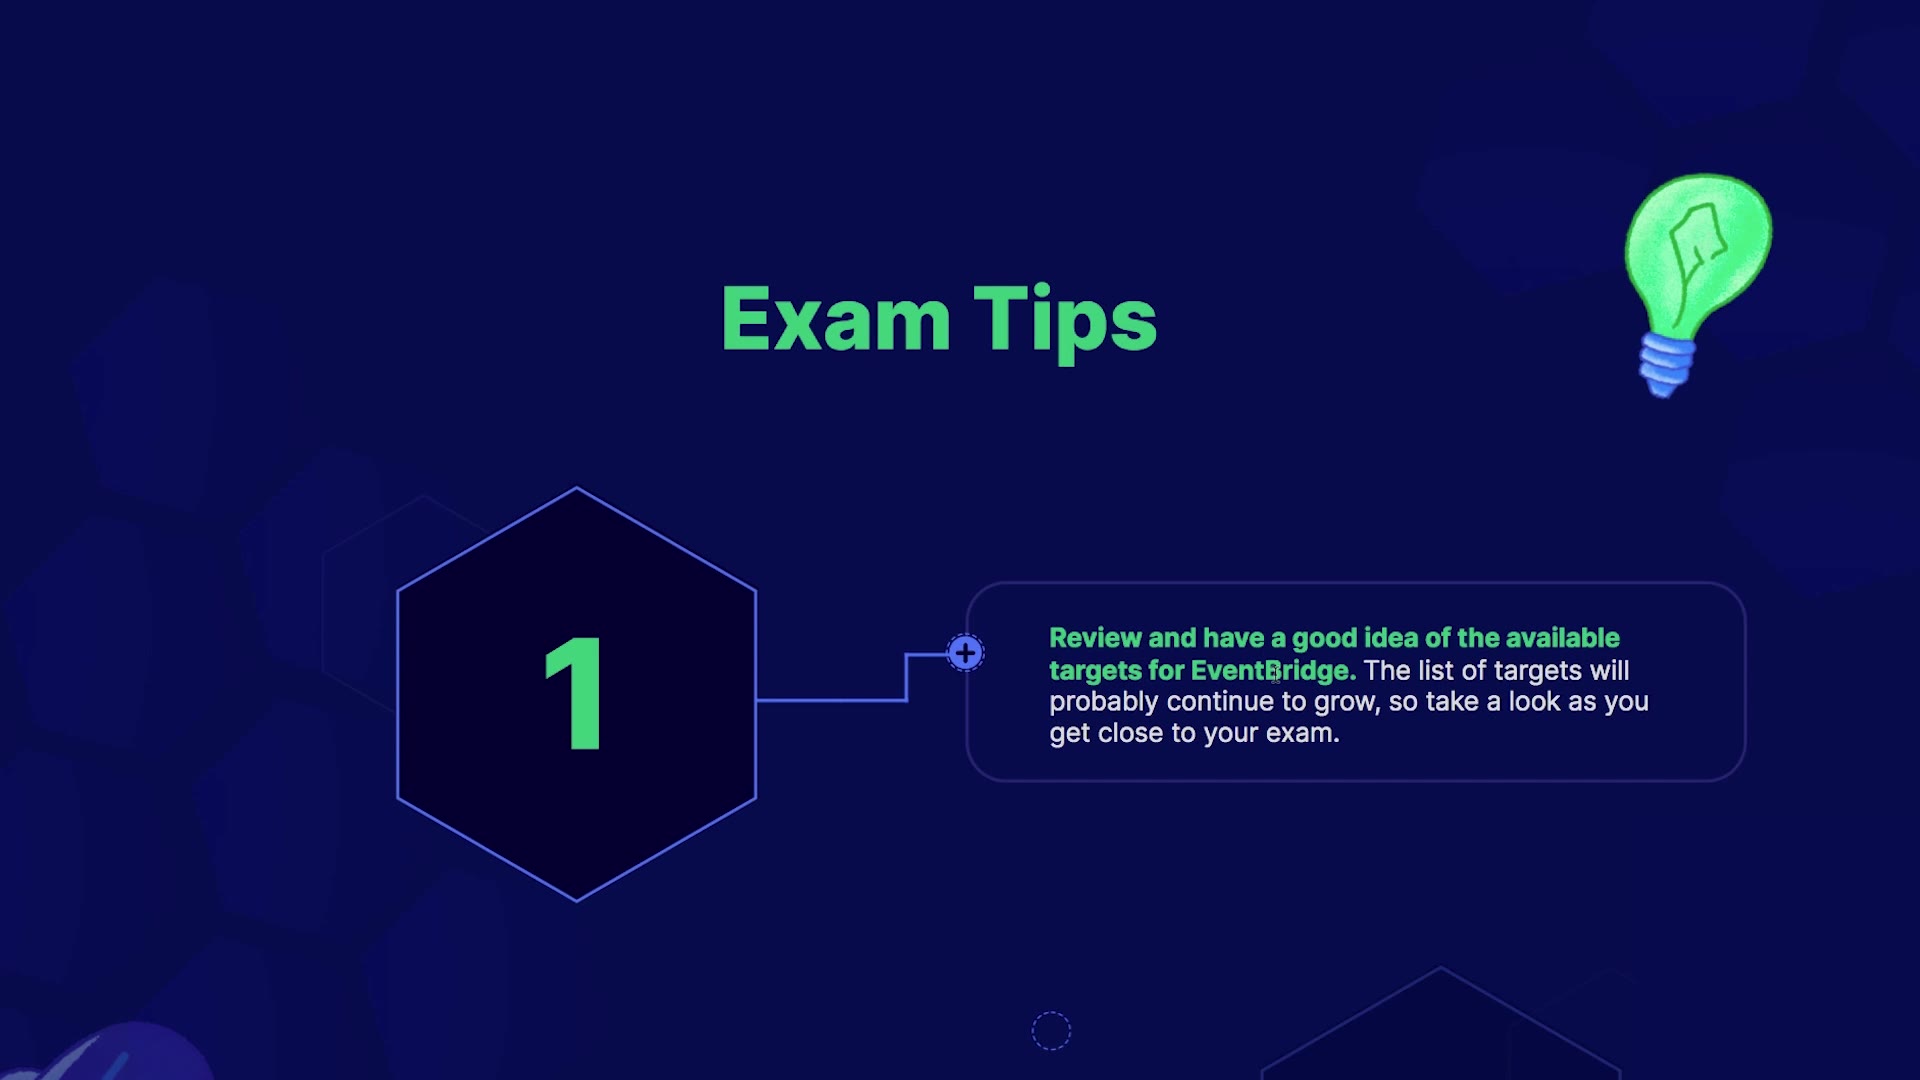 Exam Tips
1
Review and have a good idea of the available
targets for EventBridge. The list of targets will
probably continue to grow, so take a look as you
get close to your exam.